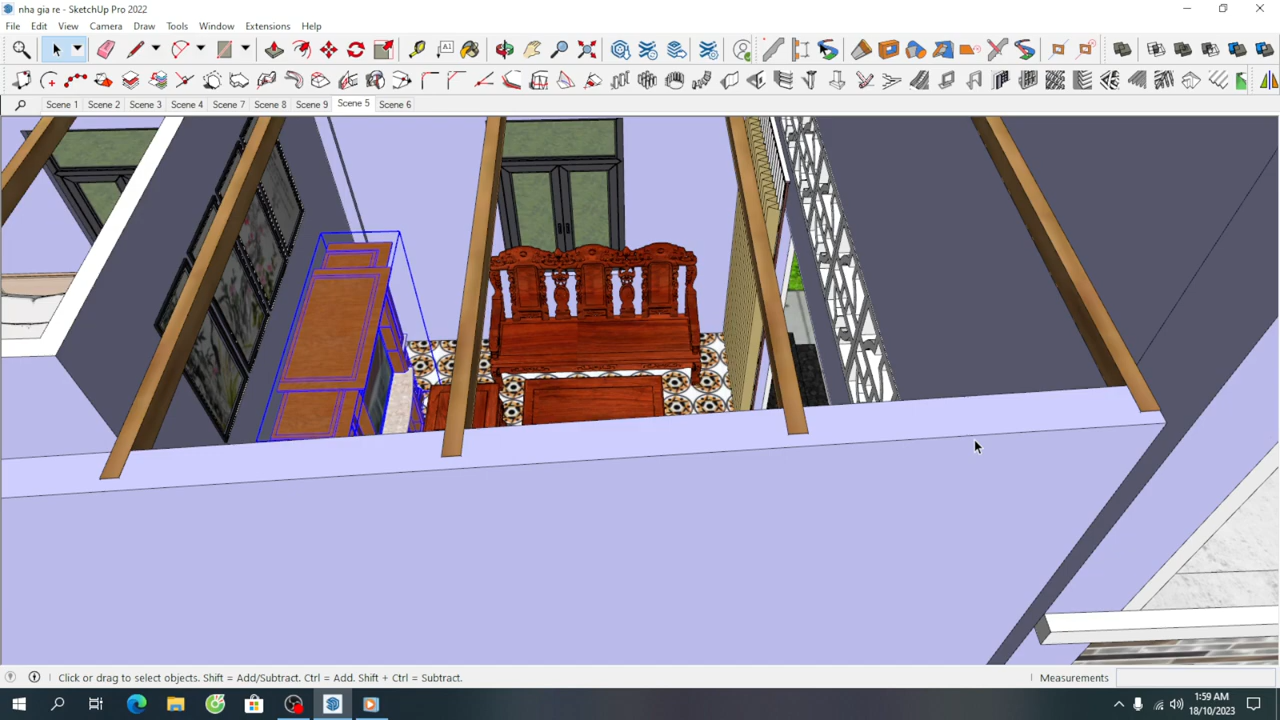 nha gia re - SketchUp Pro 2022
File Edit View Camera Draw Tools Window Extensions Help
Scene 1 Scene 2 Scene 3 Scene 4 Scene 7 Scene 8 Scene 9 Scene 5 Scene 6
Click or drag to select objects. Shift = Add/Subtract. Ctrl = Add. Shift + Ctrl = Subtract. Measurements
1:59 AM
18/10/2023